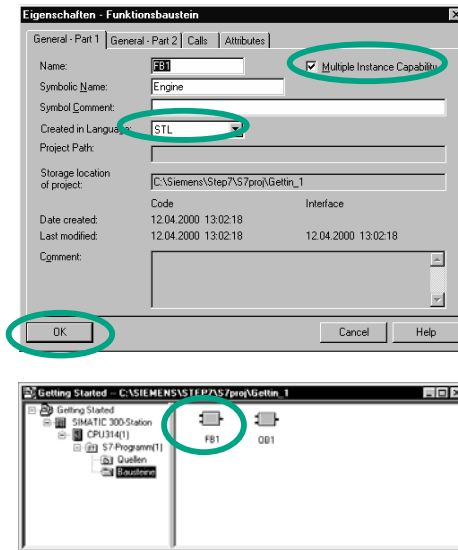 Eigenschaften - Funktionsbaustein
General - Part 1 General - Part 2 Calls Attributes
Name: FB1 Multiple Instance Capability
Symbolic Name: Engine
Symbol Comment:
Created in Language: STL
Project Path:
Storage location
of project: C:\Siemens\Step7\S7proj\Gettin_1
Code Interface
Date created: 12.04.2000 13:02:18
Last modified: 12.04.2000 13:02:18 12.04.2000 13:02:18
Comment:
OK Cancel Help
Getting Started -- C:\SIEMENS\STEP7\S7proj\Gettin_1
Getting Started
SIMATIC 300-Station
CPU314(1)
S7-Programm(1)
Quellen
Bausteine
FB1 OB1